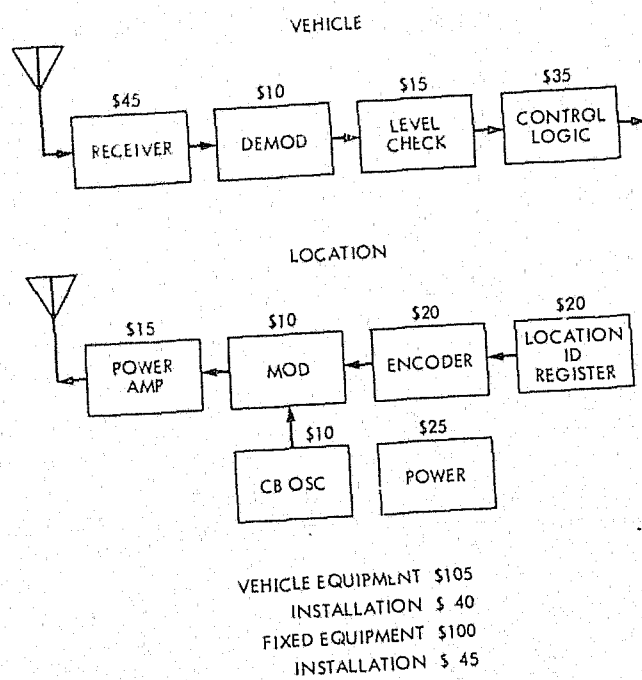 VEHICLE
$45
RECEIVER
$10
DEMOD
$15
LEVEL
CHECK
$35
CONTROL
LOGIC
LOCATION
$15
POWER
AMP
$10
MOD
$20
ENCODER
$20
LOCATION
ID
REGISTER
$10
CB OSC
$25
POWER
VEHICLE EQUIPMENT $105
INSTALLATION $ 40
FIXED EQUIPMENT $100
INSTALLATION $ 45